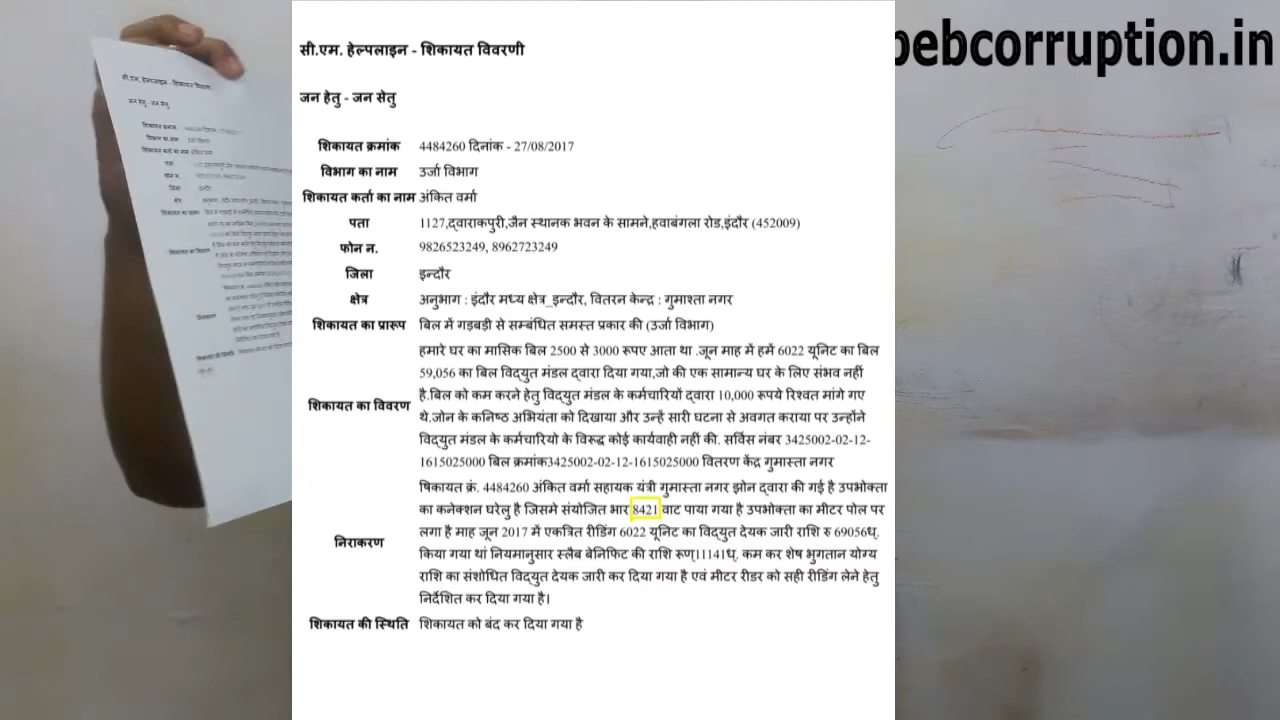 pebcorruption.in
सी.एम. हेल्पलाइन - शिकायत विवरणी
जन हेतु - जन सेतु
शिकायत क्रमांक 4484260 दिनांक - 27/08/2017
विभाग का नाम उर्जा विभाग
शिकायत कर्ता का नाम अंकित वर्मा
पता 1127,द्वाराकपुरी,जैन स्थानक भवन के सामने,हवाबंगला रोड,इंदौर (452009)
फोन न. 9826523249, 8962723249
जिला इन्दौर
क्षेत्र अनुभाग : इंदौर मध्य क्षेत्र_इन्दौर, वितरन केन्द्र : गुमाश्ता नगर
शिकायत का प्रारूप बिल में गड़बड़ी से सम्बंधित समस्त प्रकार की (उर्जा विभाग)
हमारे घर का मासिक बिल 2500 से 3000 रूपए आता था .जून माह में हमें 6022 यूनिट का बिल
59,056 का बिल विद्युत मंडल द्वारा दिया गया,जो की एक सामान्य घर के लिए संभव नहीं
है.बिल को कम करने हेतु विद्युत मंडल के कर्मचारियों द्वारा 10,000 रूपये रिश्वत मांगे गए
शिकायत का विवरण थे.जोन के कनिष्ठ अभियंता को दिखाया और उन्हें सारी घटना से अवगत कराया पर उन्होंने
विद्युत मंडल के कर्मचारियो के विरूद्ध कोई कार्यवाही नहीं की. सर्विस नंबर 3425002-02-12-
1615025000 बिल क्रमांक3425002-02-12-1615025000 वितरण केंद्र गुमास्ता नगर
षिकायत क्रं. 4484260 अंकित वर्मा सहायक यंत्री गुमास्ता नगर झोन द्वारा की गई है उपभोक्ता
का कनेक्शन घरेलु है जिसमे संयोजित भार 8421 वाट पाया गया है उपभोक्ता का मीटर पोल पर
लगा है माह जून 2017 में एकत्रित रीडिंग 6022 यूनिट का विद्युत देयक जारी राशि रु 69056ध्.
निराकरण किया गया थां नियमानुसार स्लैब बेनिफिट की राशि रूण्11141ध्. कम कर शेष भुगतान योग्य
राशि का संशोधित विद्युत देयक जारी कर दिया गया है एवं मीटर रीडर को सही रीडिंग लेने हेतु
निर्देशित कर दिया गया है।
शिकायत की स्थिति शिकायत को बंद कर दिया गया है